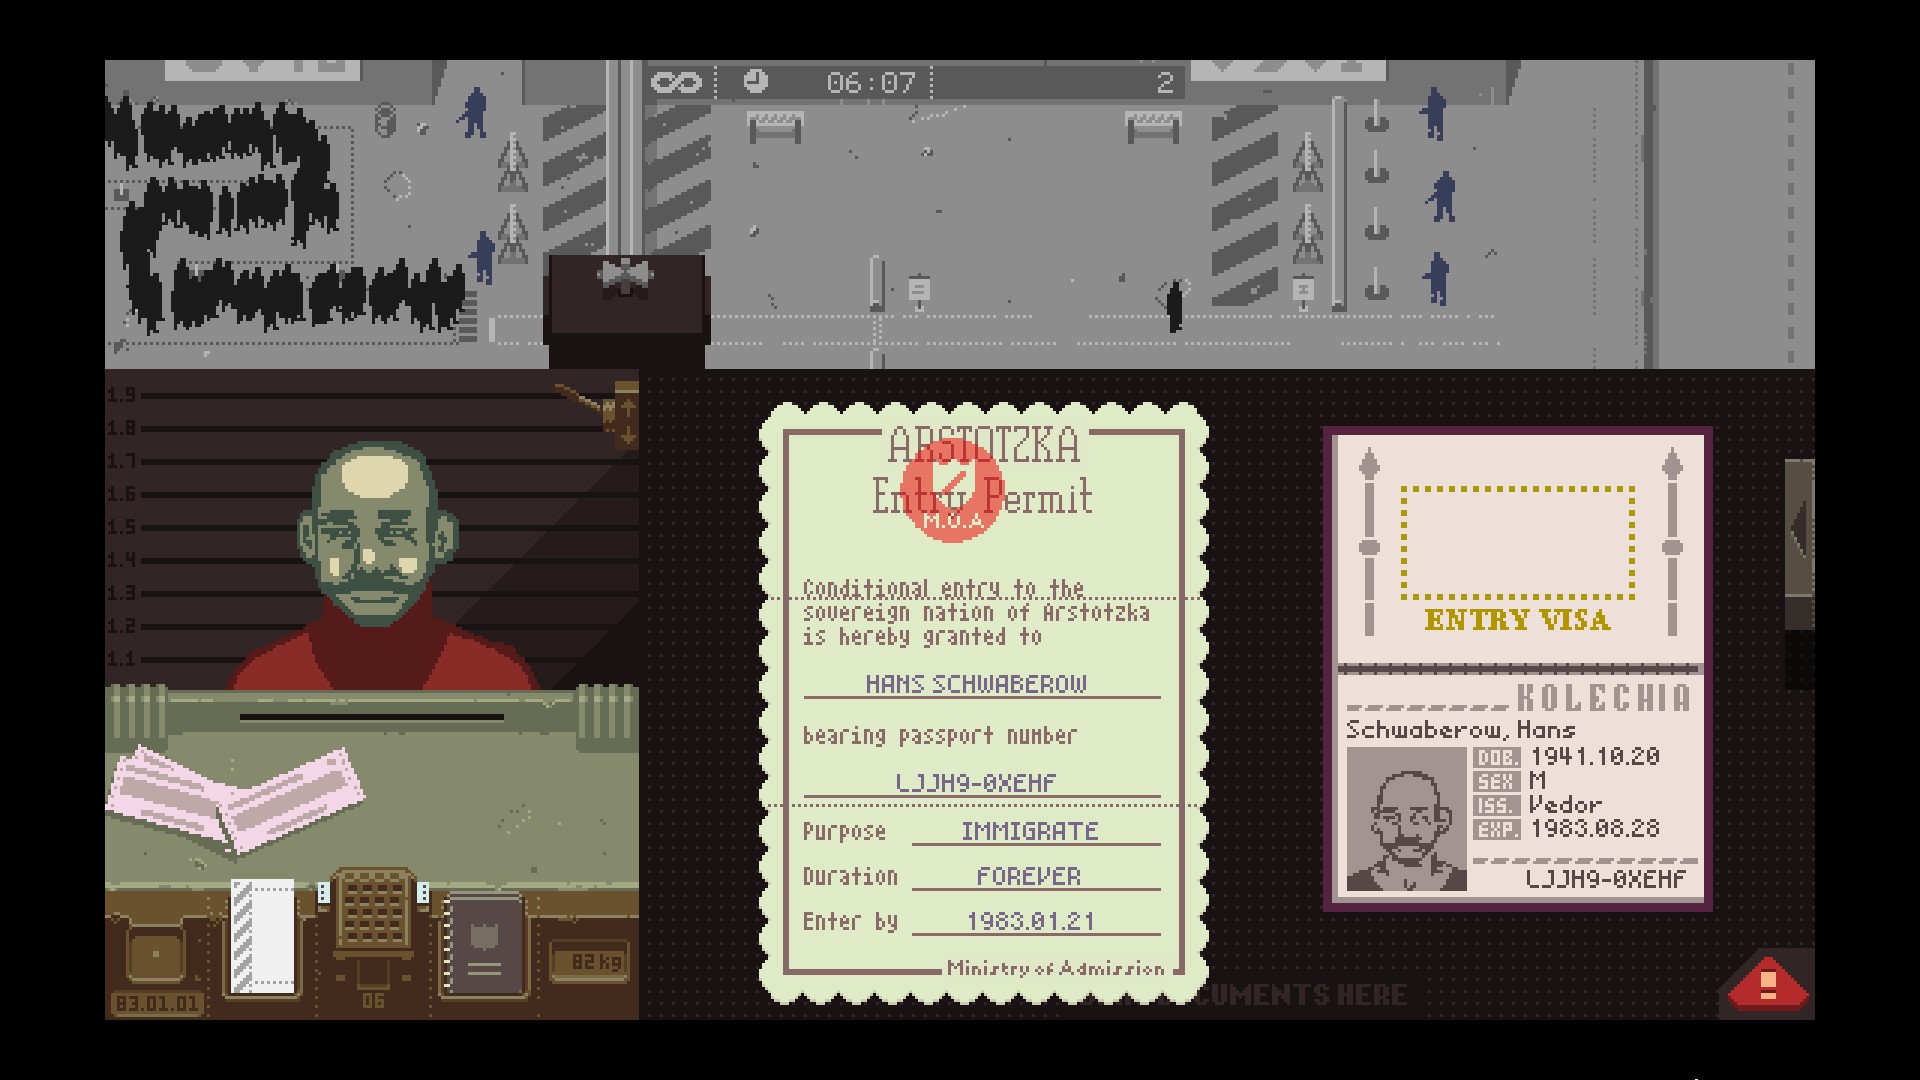 06:07
2
1.9
1.8
1.7
1.6
1.5
1.4
1.3
1.2
1.1
ARSTOTZKA
Entry Permit
M.O.A
Conditional entry to the
sovereign nation of Arstotzka
is hereby granted to
HANS SCHWABEROW
bearing passport number
LJJH9-0XEHF
Purpose IMMIGRATE
Duration FOREVER
Enter by 1983.01.21
Ministry of Admission
ENTRY VISA
KOLECHIA
Schwaberow, Hans
DOB. 1941.10.20
SEX M
ISS. Vedor
EXP. 1983.08.28
LJJH9-0XEHF
82 kg
83.01.01
06
CUMENTS HERE